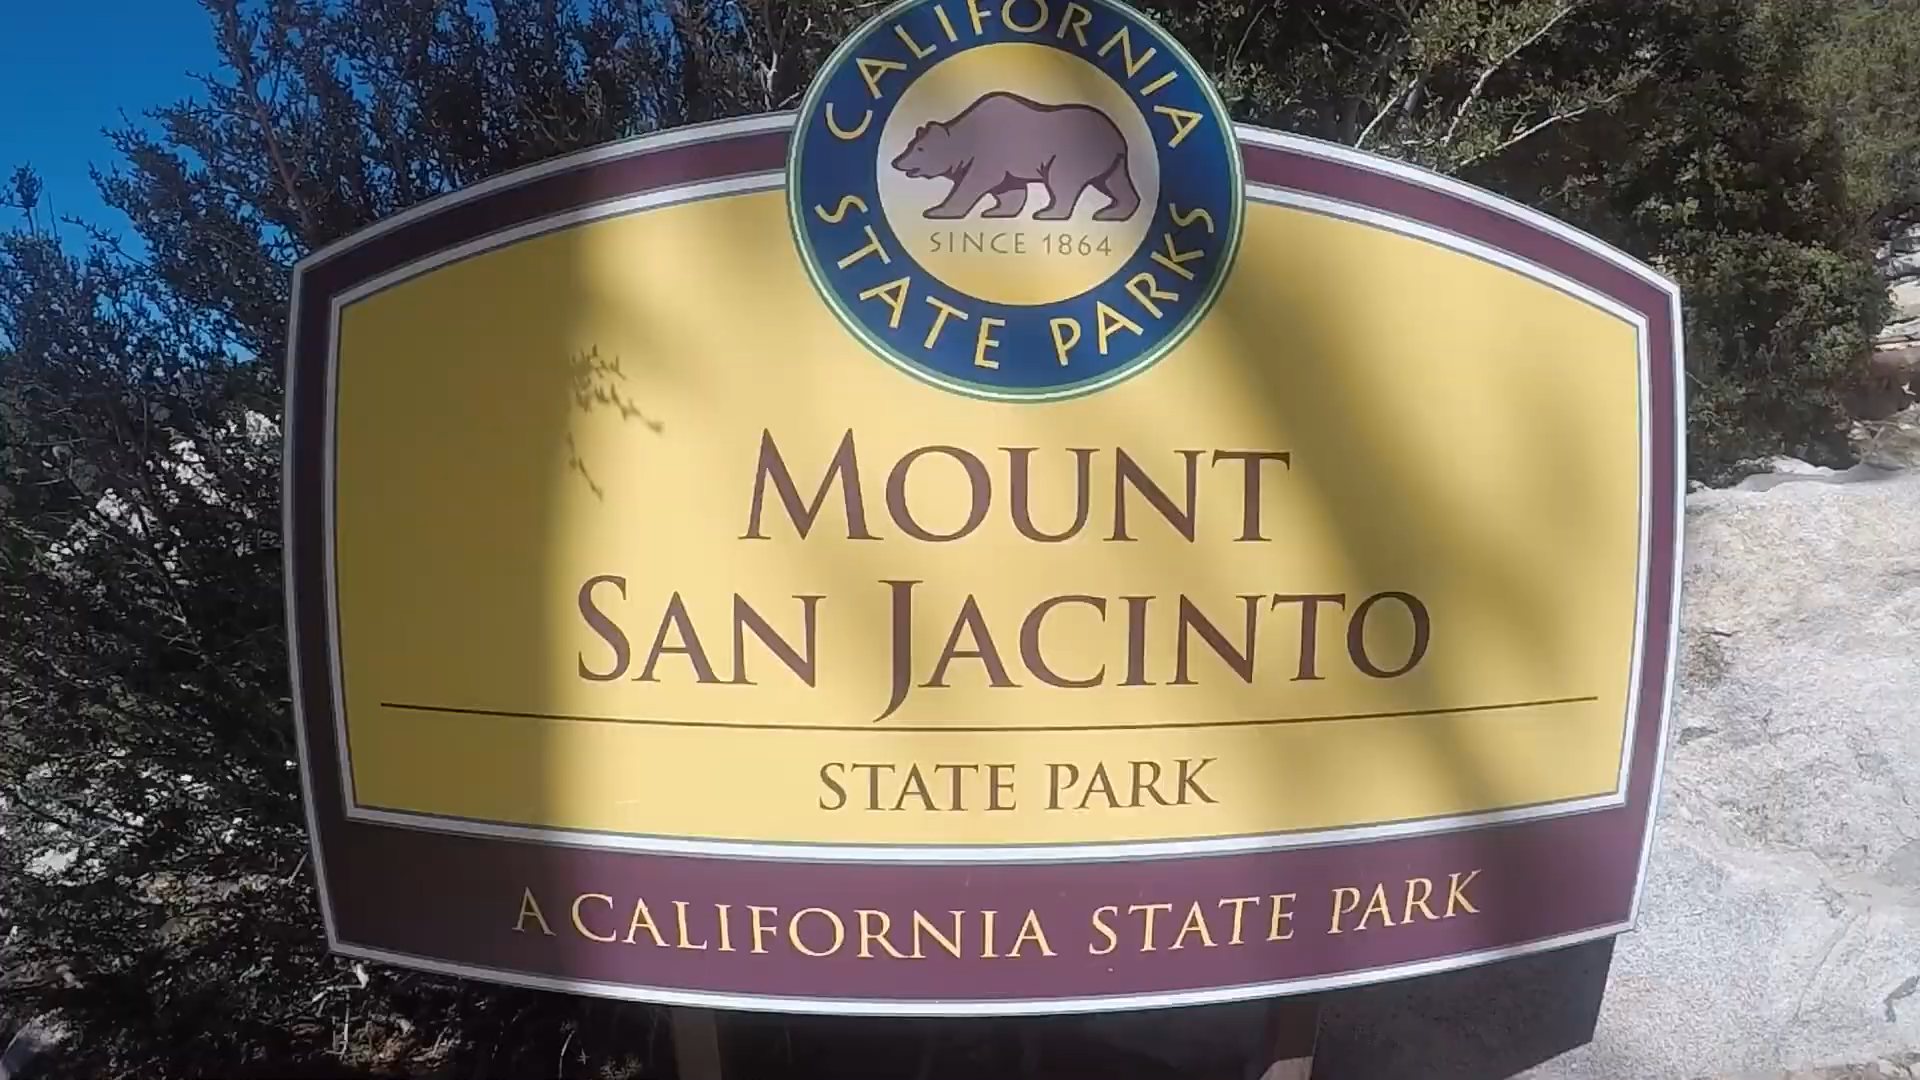 CALIFORNIA
SINCE 1864
STATE PARKS
MOUNT
SAN JACINTO
STATE PARK
A CALIFORNIA STATE PARK